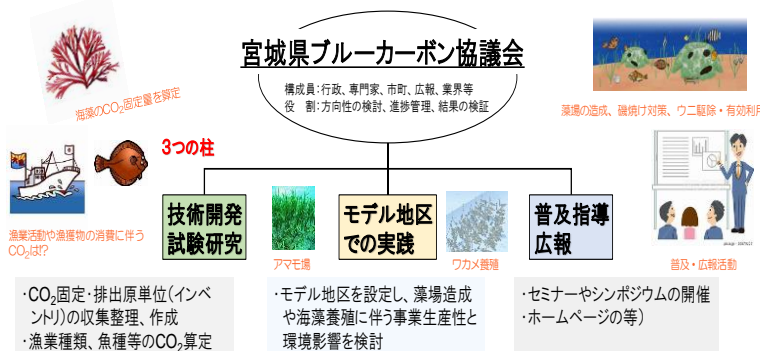 宮城県ブルーカーボン協議会
構成員:行政、専門家、市町、広報、業界等
役　割:方向性の検討、進捗管理、結果の検証
海藻のCO₂固定量を算定
藻場の造成、磯焼け対策、ウニ駆除・有効利用
3つの柱
漁業活動や漁獲物の消費に伴う
CO₂は!?
技術開発
試験研究
アマモ場
モデル地区
での実践
ワカメ養殖
普及指導
広報
普及・広報活動
・CO₂固定・排出原単位(インベ
ントリ)の収集整理、作成
・漁業種類、魚種等のCO₂算定
・モデル地区を設定し、藻場造成
や海藻養殖に伴う事業生産性と
環境影響を検討
・セミナーやシンポジウムの開催
・ホームページの等)